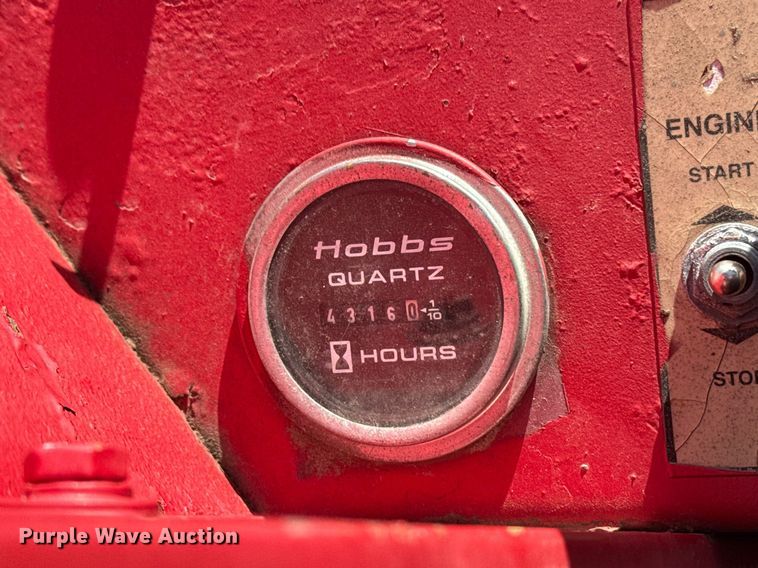 Hobbs
QUARTZ
43160 1/10
HOURS
ENGIN
START
STO
Purple Wave Auction